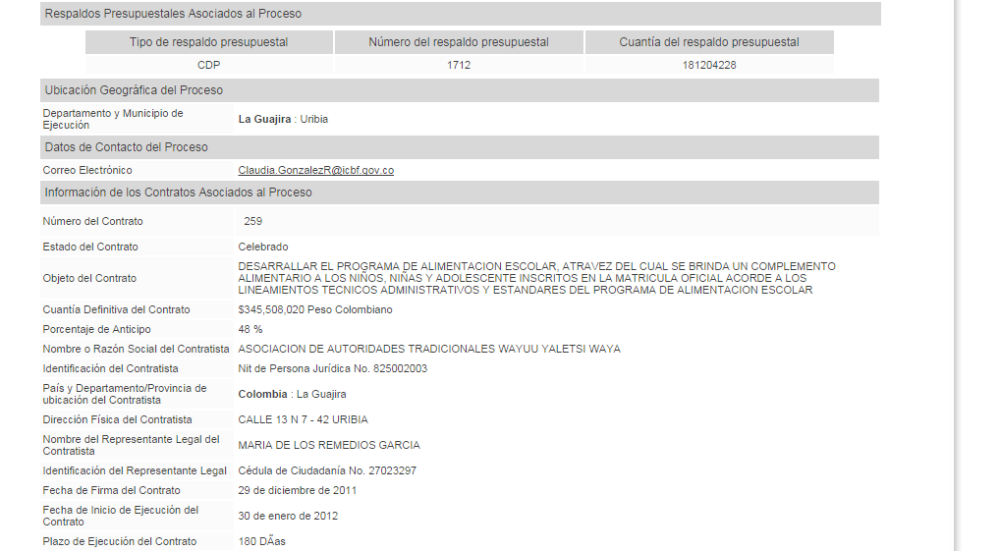 Respaldos Presupuestales Asociados al Proceso
Tipo de respaldo presupuestal Número del respaldo presupuestal Cuantía del respaldo presupuestal
CDP 1712 181204228
Ubicación Geográfica del Proceso
Departamento y Municipio de
Ejecución
La Guajira : Uribia
Datos de Contacto del Proceso
Correo Electrónico Claudia.GonzalezR@icbf.gov.co
Información de los Contratos Asociados al Proceso
Número del Contrato 259
Estado del Contrato Celebrado
Objeto del Contrato
DESARRALLAR EL PROGRAMA DE ALIMENTACION ESCOLAR, ATRAVEZ DEL CUAL SE BRINDA UN COMPLEMENTO
ALIMENTARIO A LOS NIÑOS, NIÑAS Y ADOLESCENTE INSCRITOS EN LA MATRICULA OFICIAL ACORDE A LOS
LINEAMIENTOS TECNICOS ADMINISTRATIVOS Y ESTANDARES DEL PROGRAMA DE ALIMENTACION ESCOLAR
Cuantía Definitiva del Contrato $345,508,020 Peso Colombiano
Porcentaje de Anticipo 48 %
Nombre o Razón Social del Contratista ASOCIACION DE AUTORIDADES TRADICIONALES WAYUU YALETSI WAYA
Identificación del Contratista Nit de Persona Jurídica No. 825002003
País y Departamento/Provincia de
ubicación del Contratista
Colombia : La Guajira
Dirección Física del Contratista CALLE 13 N 7 - 42 URIBIA
Nombre del Representante Legal del
Contratista
MARIA DE LOS REMEDIOS GARCIA
Identificación del Representante Legal Cédula de Ciudadanía No. 27023297
Fecha de Firma del Contrato 29 de diciembre de 2011
Fecha de Inicio de Ejecución del
Contrato
30 de enero de 2012
Plazo de Ejecución del Contrato 180 DÃas